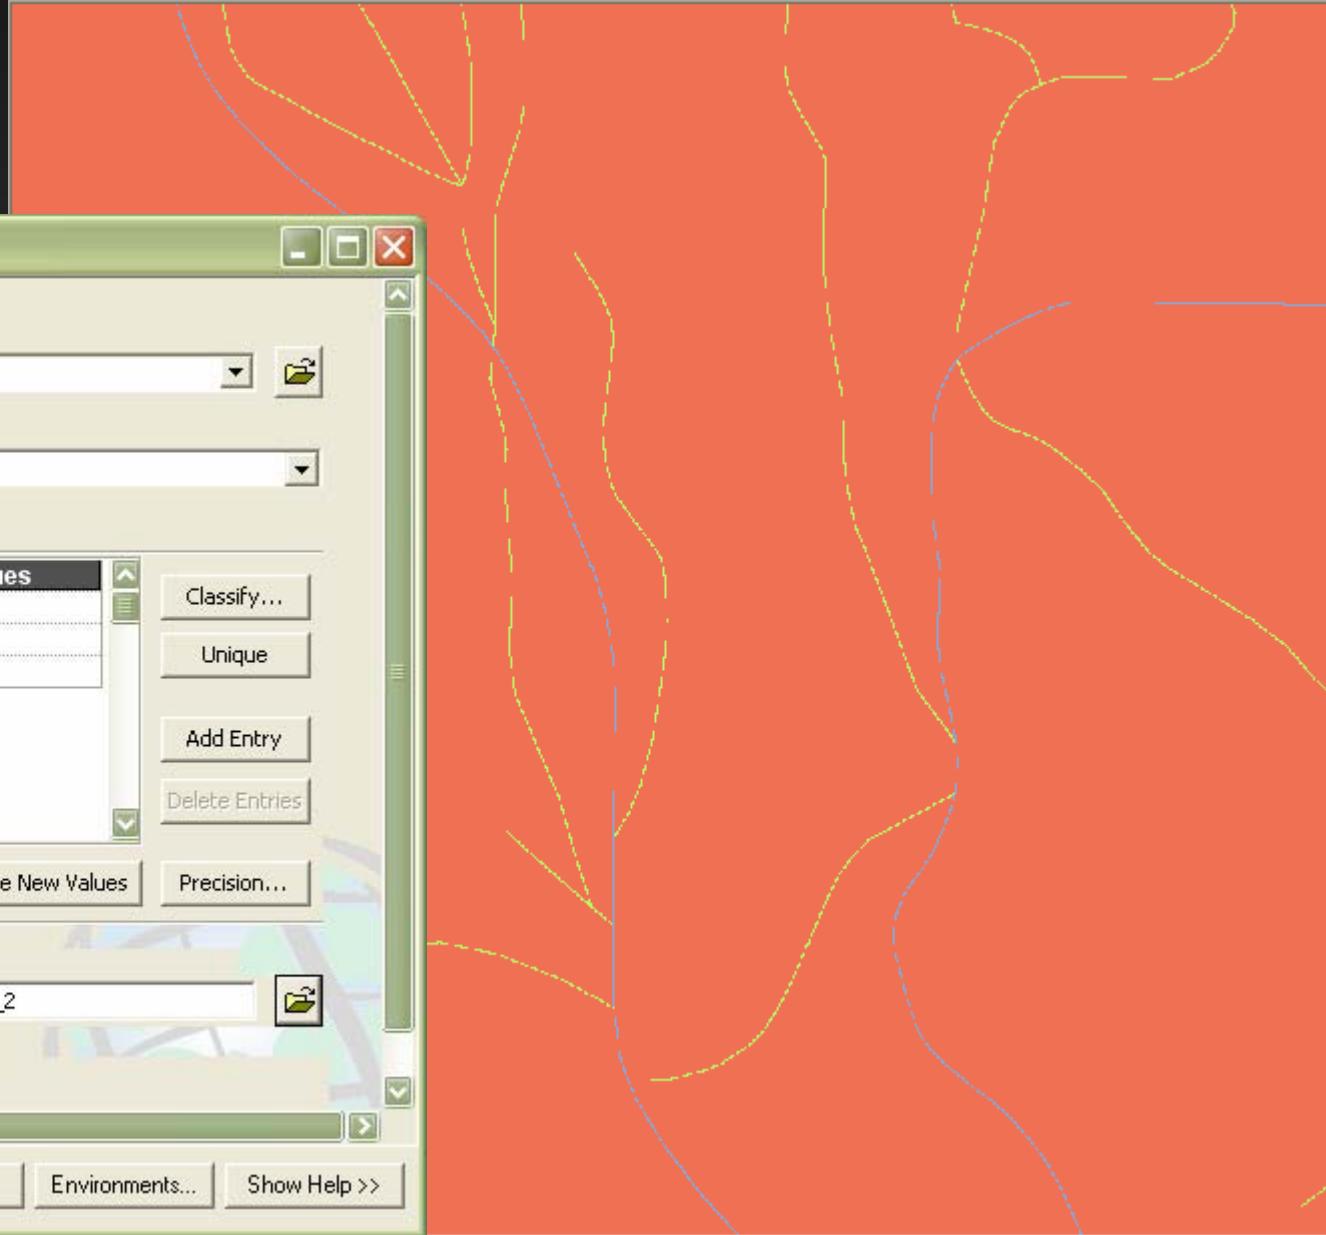 ues
Classify...
Unique
Add Entry
Delete Entries
e New Values
Precision...
_2
Environments...
Show Help >>